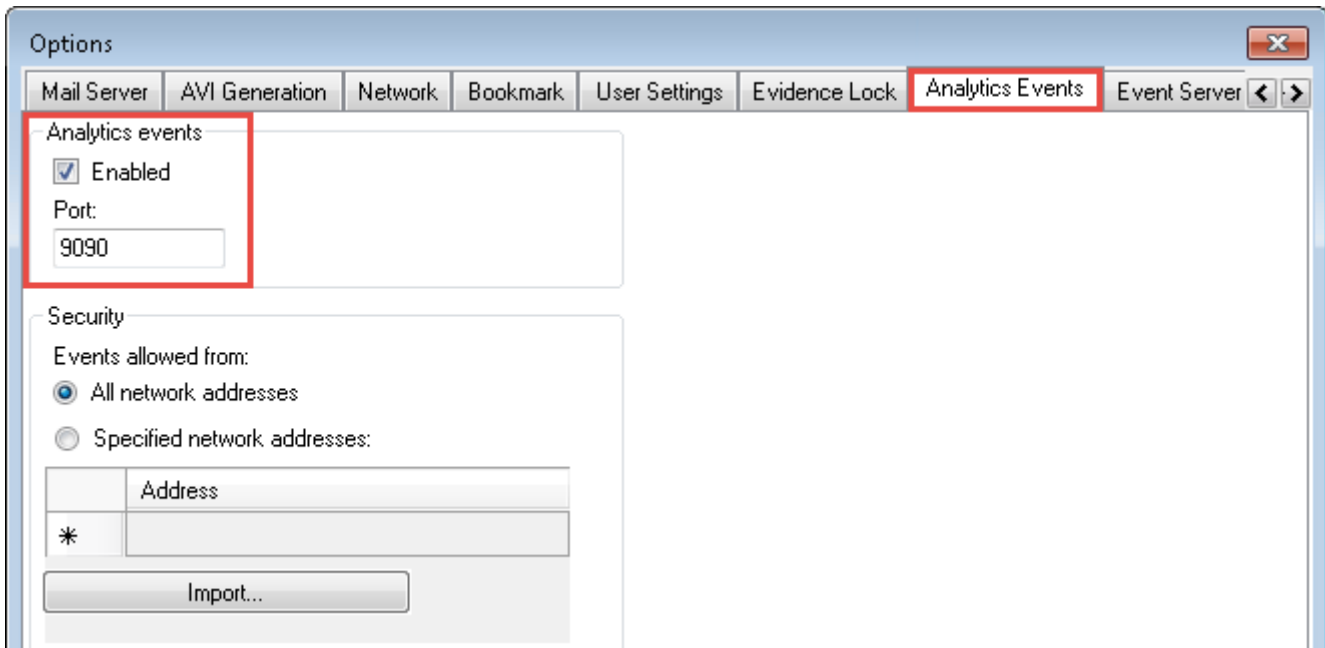 Options
Mail Server AVI Generation Network Bookmark User Settings Evidence Lock Analytics Events Event Server
Analytics events
Enabled
Port:
9090
Security
Events allowed from:
All network addresses
Specified network addresses:
Address
*
Import...